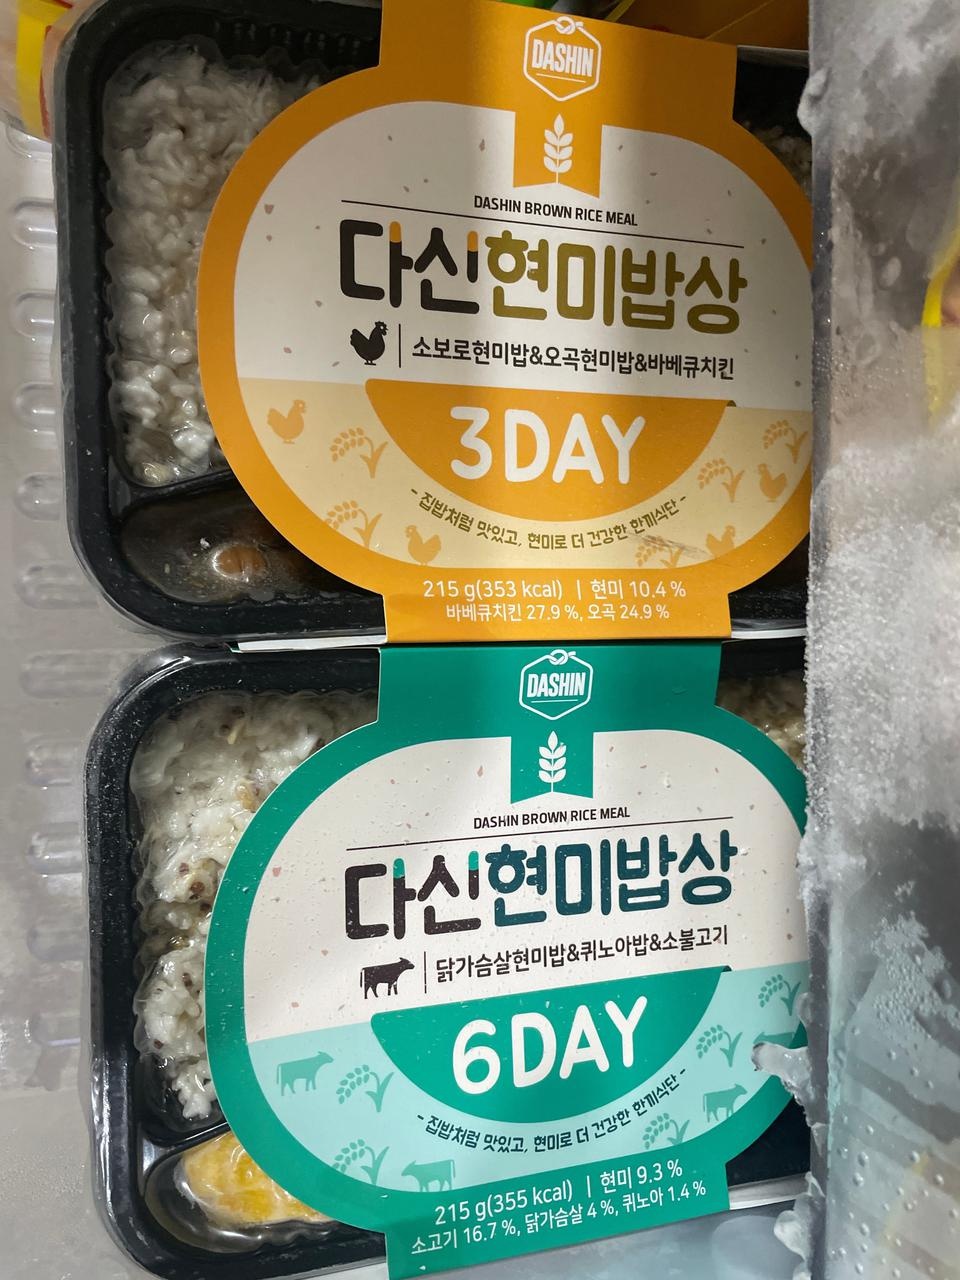 DASHIN
DASHIN BROWN RICE MEAL
다신현미밥상
소보로현미밥&오곡현미밥&바베큐치킨
3DAY
- 집밥처럼 맛있고, 현미로 더 건강한 한끼식단 -
215 g(353 kcal) | 현미 10.4 %
바베큐치킨 27.9 %, 오곡 24.9 %
DASHIN
DASHIN BROWN RICE MEAL
다신현미밥상
닭가슴살현미밥&퀴노아밥&소불고기
6DAY
- 집밥처럼 맛있고, 현미로 더 건강한 한끼식단 -
215 g(355 kcal) | 현미 9.3 %
소고기 16.7 %, 닭가슴살 4 %, 퀴노아 1.4 %